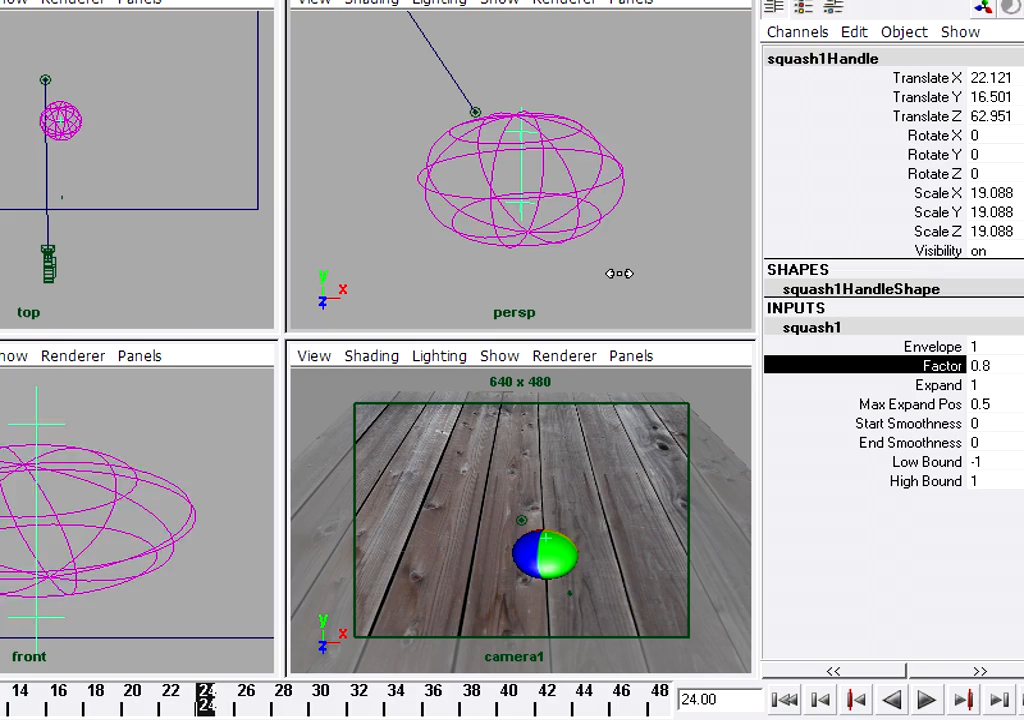 View Shading Lighting Show Renderer Panels
Channels Edit Object Show
squash1Handle
Translate X 22.121
Translate Y 16.501
Translate Z 62.951
Rotate X 0
Rotate Y 0
Rotate Z 0
Scale X 19.088
Scale Y 19.088
Scale Z 19.088
Visibility on
SHAPES
squash1HandleShape
INPUTS
squash1
Envelope 1
Factor 0.8
Expand 1
Max Expand Pos 0.5
Start Smoothness 0
End Smoothness 0
Low Bound -1
High Bound 1
<< >>
y
x
z
top
persp
Renderer Panels
View Shading Lighting Show Renderer Panels
640 x 480
y
x
z
front
camera1
14 16 18 20 22 24 26 28 30 32 34 36 38 40 42 44 46 48
24
24.00